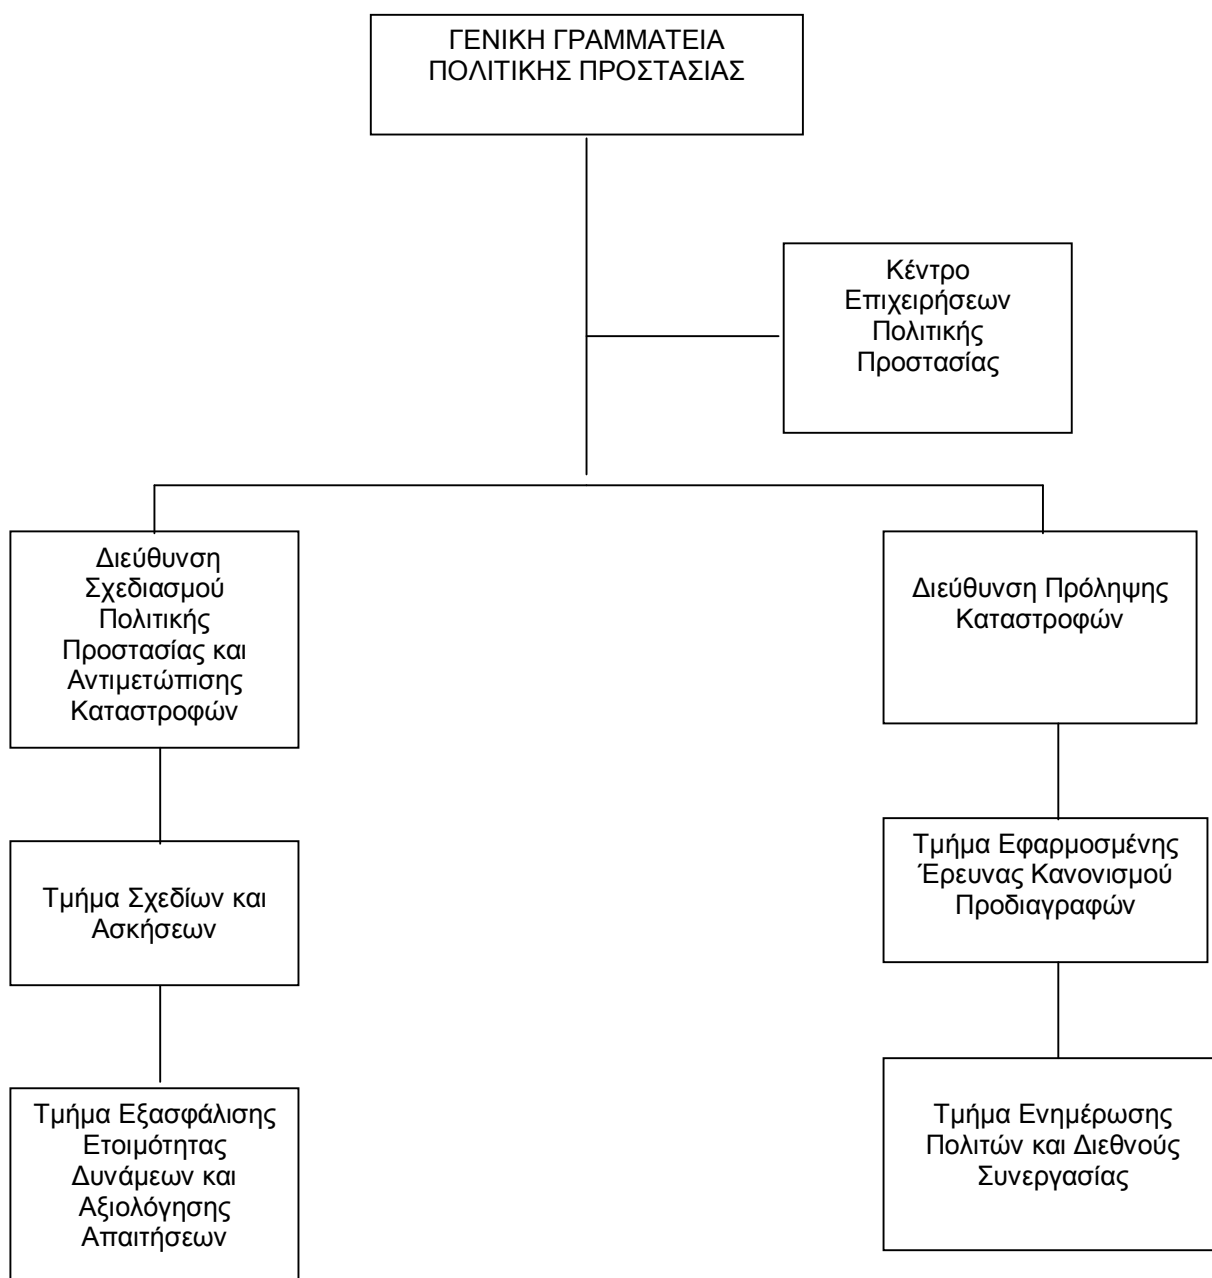 ΓΕΝΙΚΗ ΓΡΑΜΜΑΤΕΙΑ
ΠΟΛΙΤΙΚΗΣ ΠΡΟΣΤΑΣΙΑΣ
Κέντρο
Επιχειρήσεων
Πολιτικής
Προστασίας
Διεύθυνση
Σχεδιασμού
Πολιτικής
Προστασίας και
Αντιμετώπισης
Καταστροφών
Διεύθυνση Πρόληψης
Καταστροφών
Τμήμα Σχεδίων και
Ασκήσεων
Τμήμα Εφαρμοσμένης
Έρευνας Κανονισμού
Προδιαγραφών
Τμήμα Εξασφάλισης
Ετοιμότητας
Δυνάμεων και
Αξιολόγησης
Απαιτήσεων
Τμήμα Ενημέρωσης
Πολιτών και Διεθνούς
Συνεργασίας